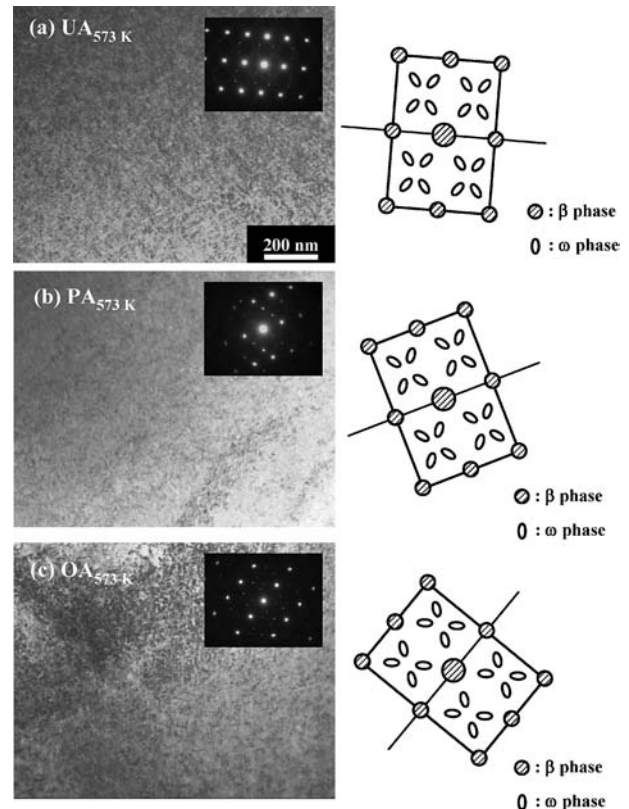 (a) UA573 K
200 nm
: β phase
: ω phase
(b) PA573 K
: β phase
: ω phase
(c) OA573 K
: β phase
: ω phase